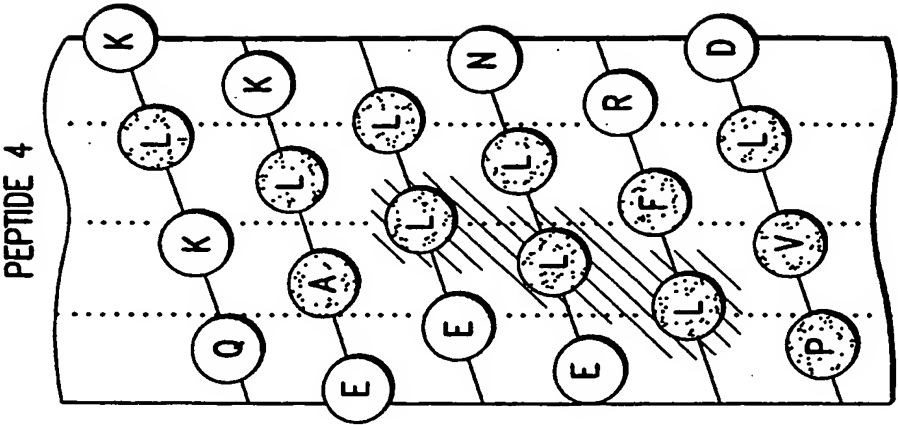 PEPTIDE 4
Q K L K
E A L K
E L L
E L L N
L F R
P V L D